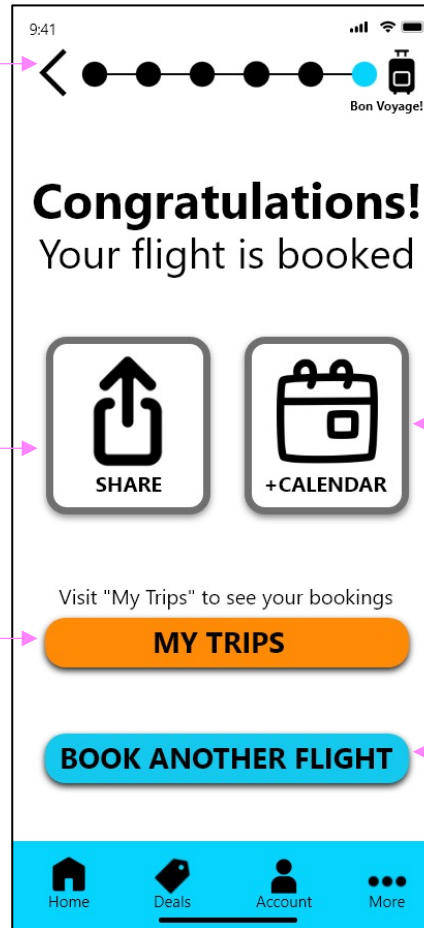 9:41
Bon Voyage!
Congratulations!
Your flight is booked
SHARE
+CALENDAR
Visit "My Trips" to see your bookings
MY TRIPS
BOOK ANOTHER FLIGHT
Home
Deals
Account
More